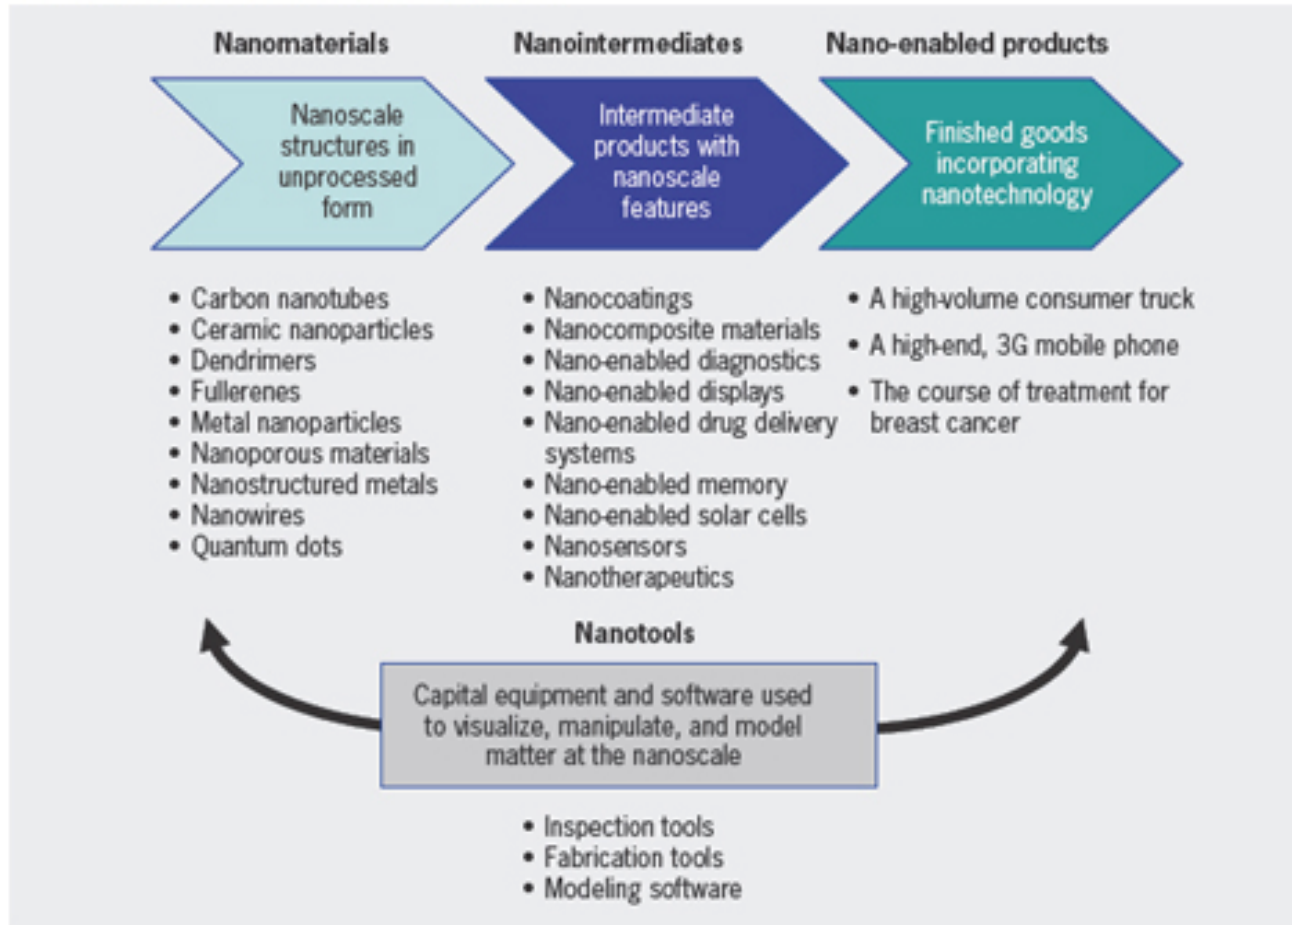 Nanomaterials
Nanoscale
structures in
unprocessed
form
• Carbon nanotubes
• Ceramic nanoparticles
• Dendrimers
• Fullerenes
• Metal nanoparticles
• Nanoporous materials
• Nanostructured metals
• Nanowires
• Quantum dots
Nanointermediates
Intermediate
products with
nanoscale
features
• Nanocoatings
• Nanocomposite materials
• Nano-enabled diagnostics
• Nano-enabled displays
• Nano-enabled drug delivery
systems
• Nano-enabled memory
• Nano-enabled solar cells
• Nanosensors
• Nanotherapeutics
Nano-enabled products
Finished goods
incorporating
nanotechnology
• A high-volume consumer truck
• A high-end, 3G mobile phone
• The course of treatment for
breast cancer
Nanotools
Capital equipment and software used
to visualize, manipulate, and model
matter at the nanoscale
• Inspection tools
• Fabrication tools
• Modeling software